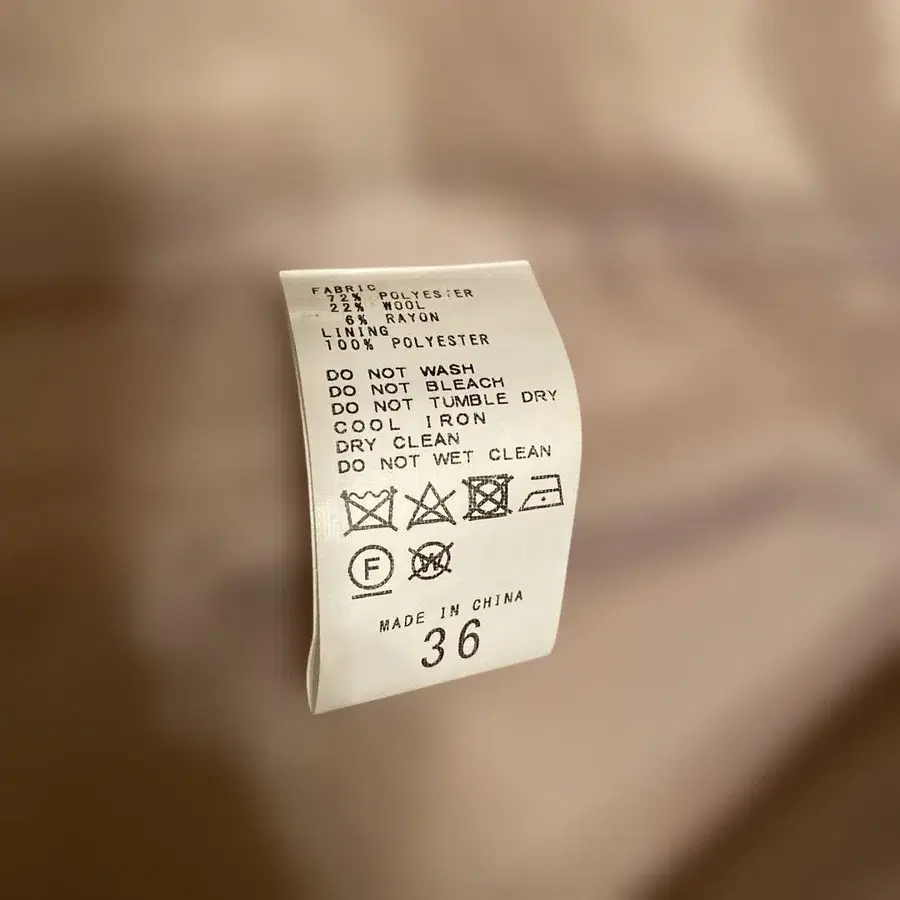 FABRIC
72% POLYESTER
22% WOOL
6% RAYON
LINING
100% POLYESTER
DO NOT WASH
DO NOT BLEACH
DO NOT TUMBLE DRY
COOL IRON
DRY CLEAN
DO NOT WET CLEAN
F W
MADE IN CHINA
36